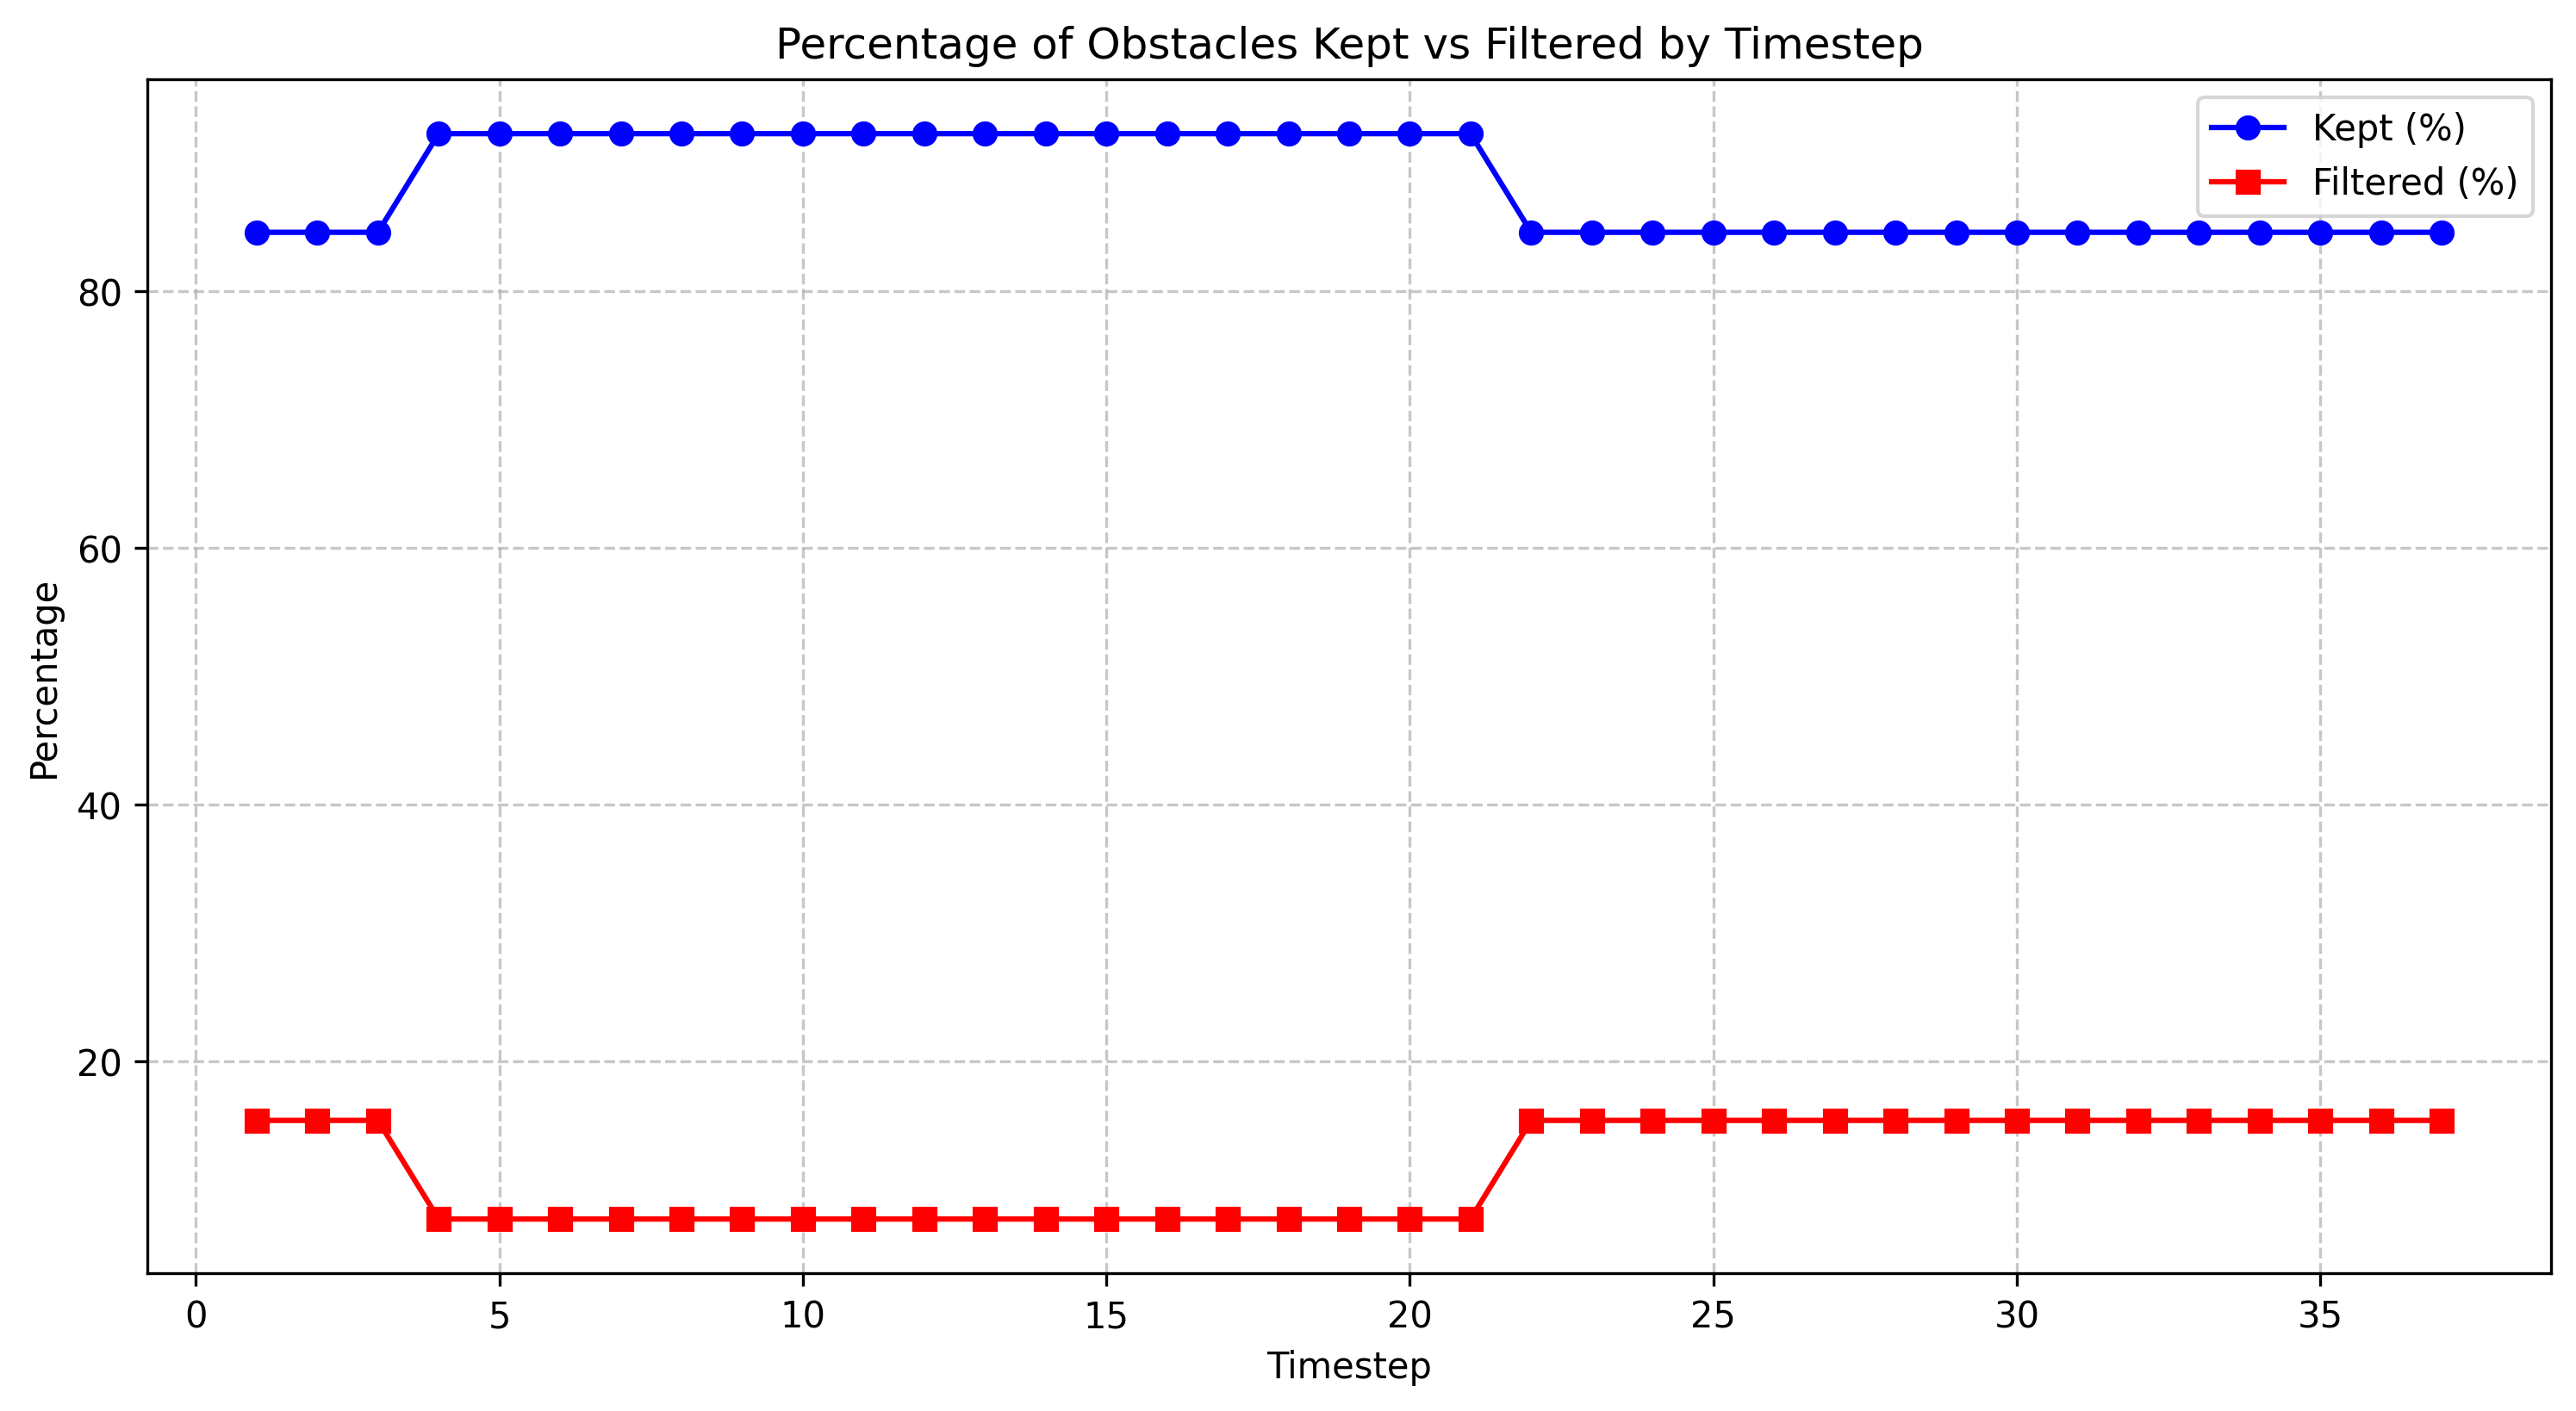 Percentage of Obstacles Kept vs Filtered by Timestep
Kept (%)
Filtered (%)
Percentage
80
60
40
20
0 5 10 15 20 25 30 35
Timestep